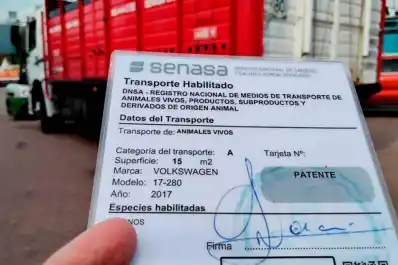 senasa
Transporte Habilitado
DNSA - REGISTRO NACIONAL DE MEDIOS DE TRANSPORTE DE
ANIMALES VIVOS, PRODUCTOS, SUBPRODUCTOS Y
DERIVADOS DE ORIGEN ANIMAL
Datos del Transporte
Transporte de: ANIMALES VIVOS
Categoría del transporte: A Tarjeta Nº:
Superficie: 15 m2
Marca: VOLKSWAGEN
Modelo: 17-280
Año: 2017
PATENTE
Especies habilitadas
NOS
Firma